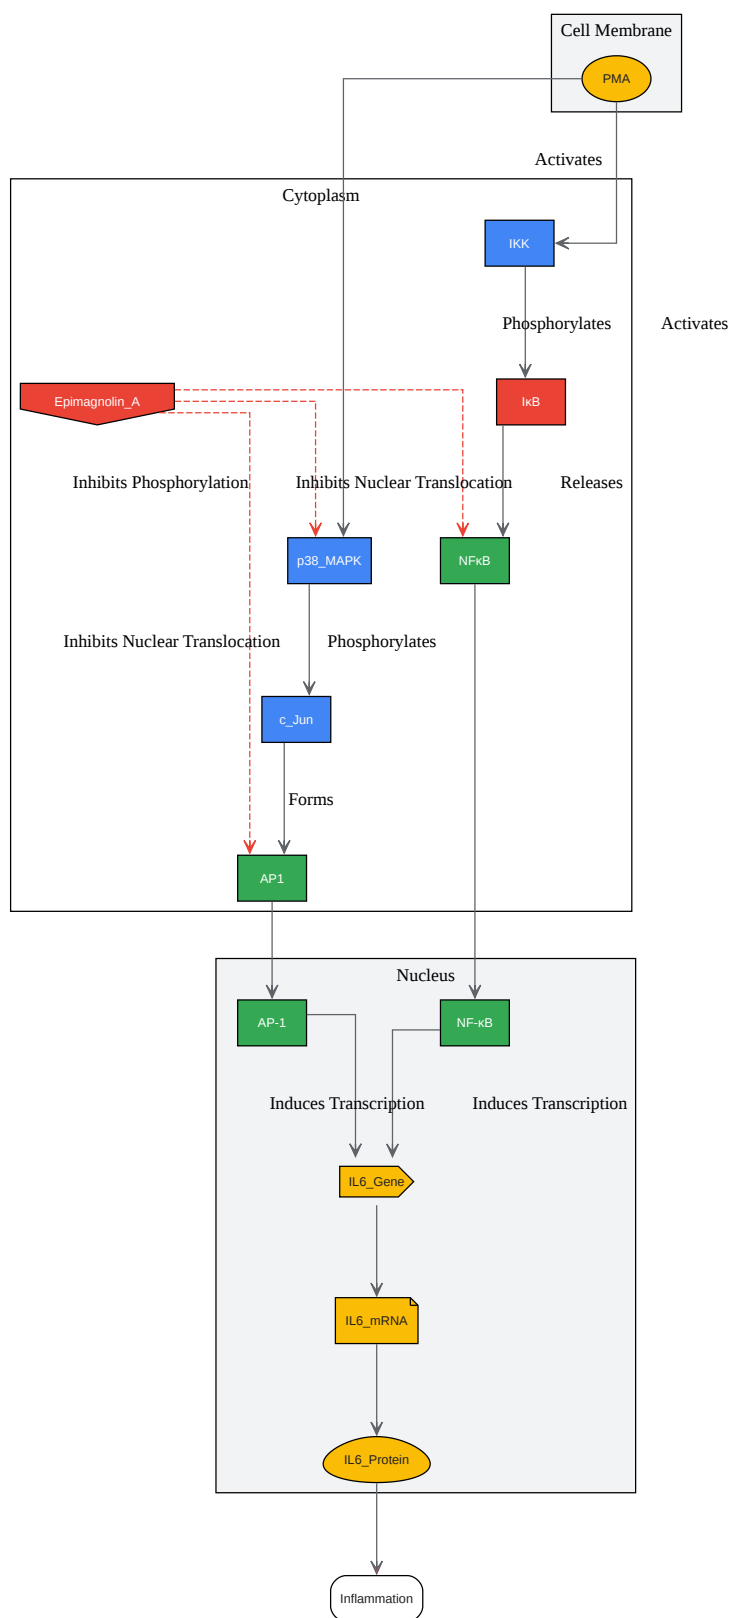 Cell Membrane
PMA
Activates
Cytoplasm
IKK
Phosphorylates
Activates
Epimagnolin_A
IκB
Inhibits Phosphorylation
Inhibits Nuclear Translocation
Releases
p38_MAPK
NFκB
Inhibits Nuclear Translocation
Phosphorylates
c_Jun
Forms
AP1
Nucleus
AP-1
NF-κB
Induces Transcription
Induces Transcription
IL6_Gene
IL6_mRNA
IL6_Protein
Inflammation